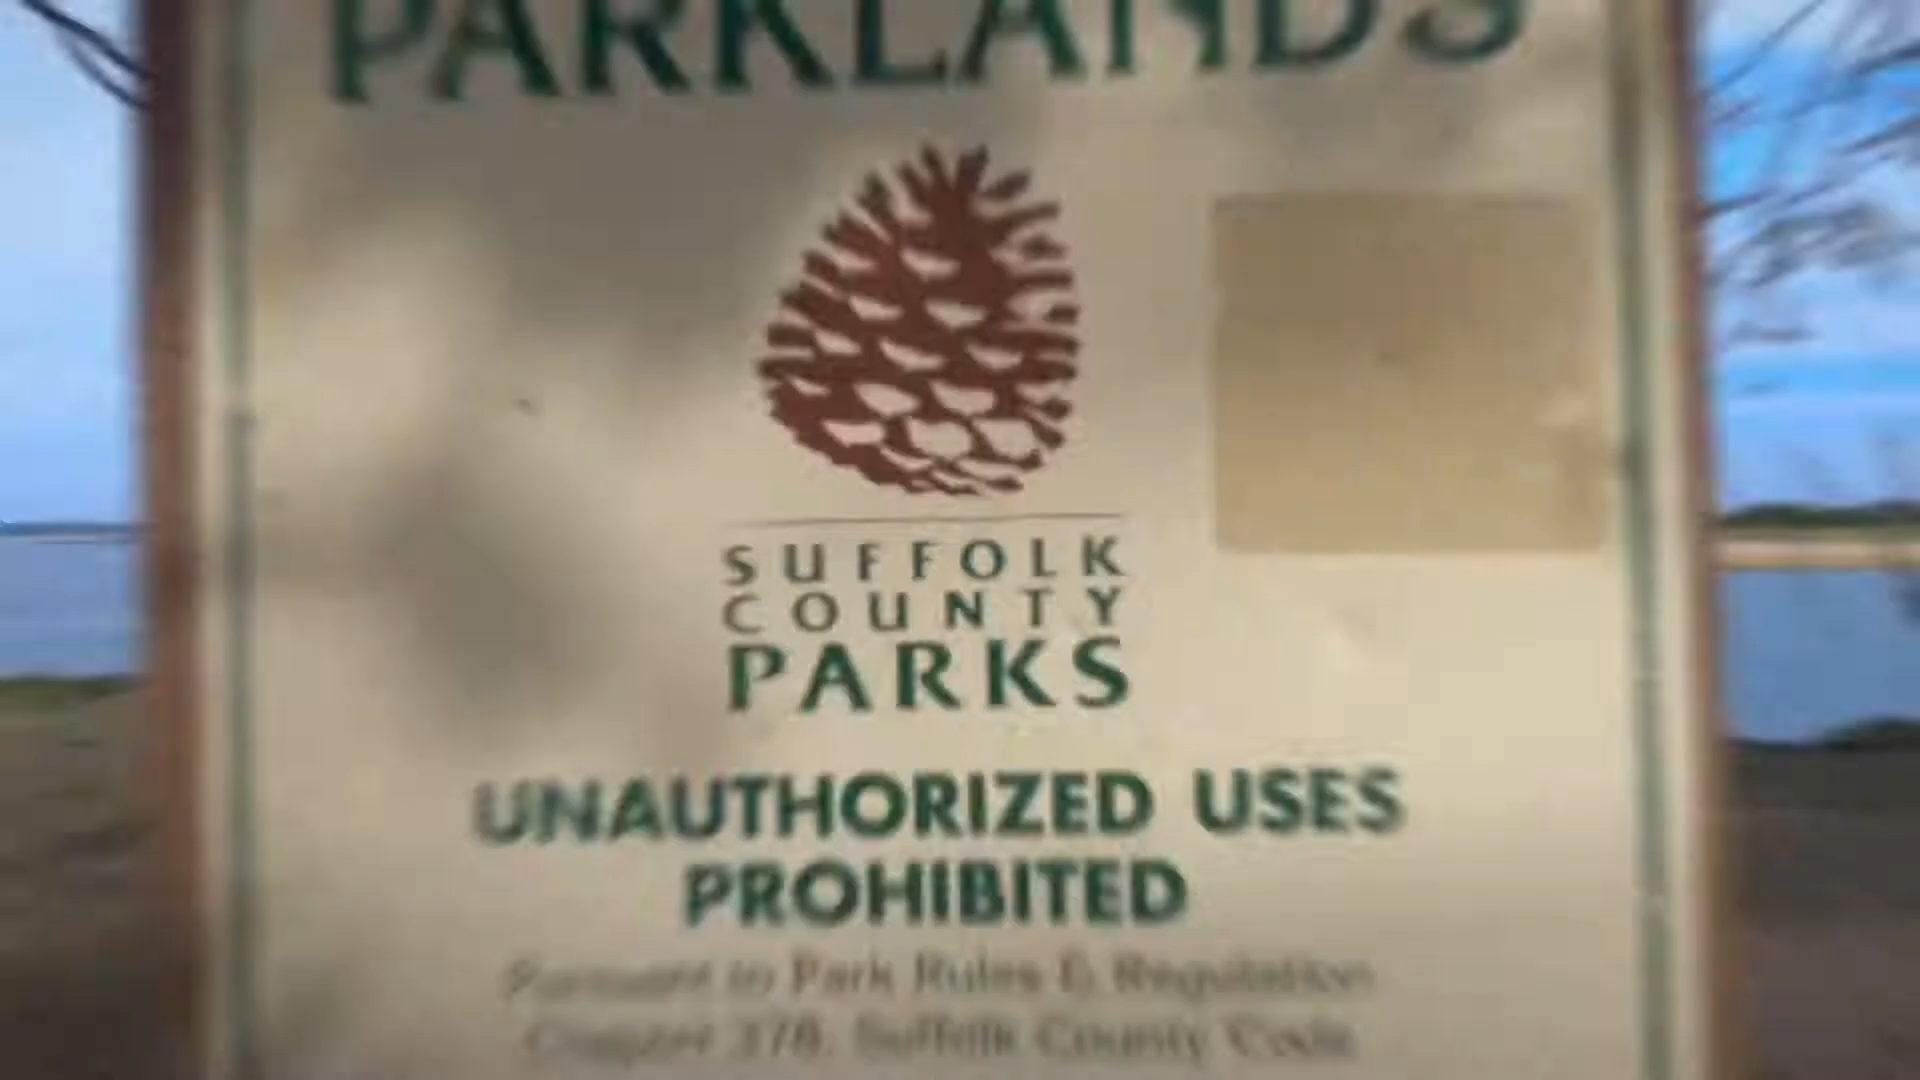 PARKLANDS
SUFFOLK
COUNTY
PARKS
UNAUTHORIZED USES
PROHIBITED
Pursuant to Park Rules & Regulation
Chapter 378, Suffolk County Code